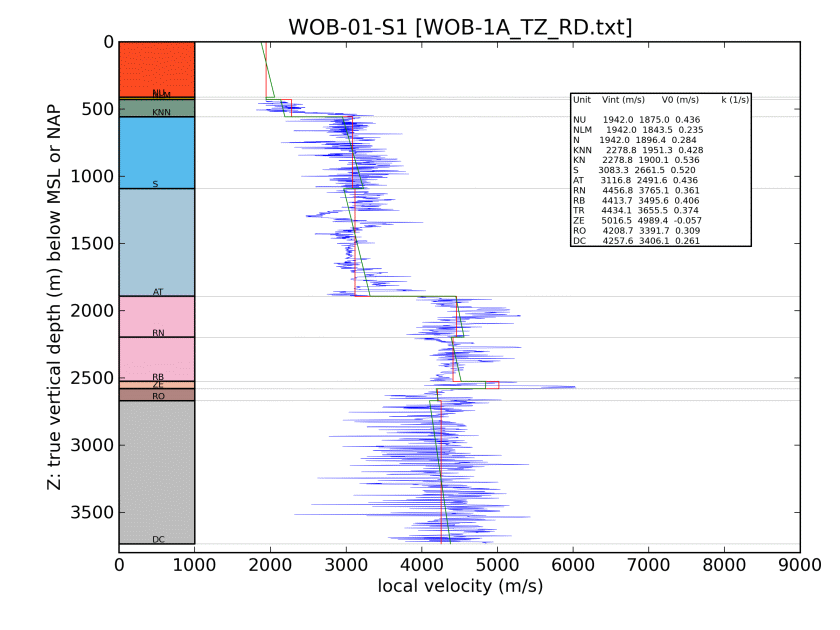 WOB-01-S1 [WOB-1A_TZ_RD.txt]
0
500
1000
1500
2000
2500
3000
3500
Z: true vertical depth (m) below MSL or NAP
NU
NLM
KNN
S
AT
RN
RB
ZE
RO
DC
Unit Vint (m/s) V0 (m/s) k (1/s)
NU 1942.0 1875.0 0.436
NLM 1942.0 1843.5 0.235
N 1942.0 1896.4 0.284
KNN 2278.8 1951.3 0.428
KN 2278.8 1900.1 0.536
S 3083.3 2661.5 0.520
AT 3116.8 2491.6 0.436
RN 4456.8 3765.1 0.361
RB 4413.7 3495.6 0.406
TR 4434.1 3655.5 0.374
ZE 5016.5 4989.4 -0.057
RO 4208.7 3391.7 0.309
DC 4257.6 3406.1 0.261
0 1000 2000 3000 4000 5000 6000 7000 8000 9000
local velocity (m/s)